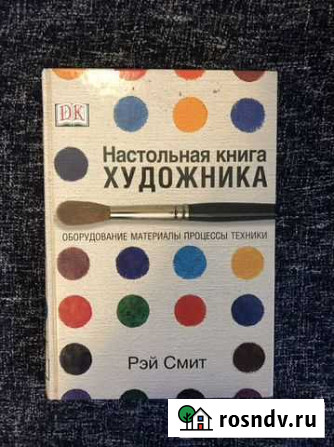 DK
Настольная книга
ХУДОЖНИКА
ОБОРУДОВАНИЕ МАТЕРИАЛЫ ПРОЦЕССЫ ТЕХНИКИ
Рэй Смит
rosndv.ru